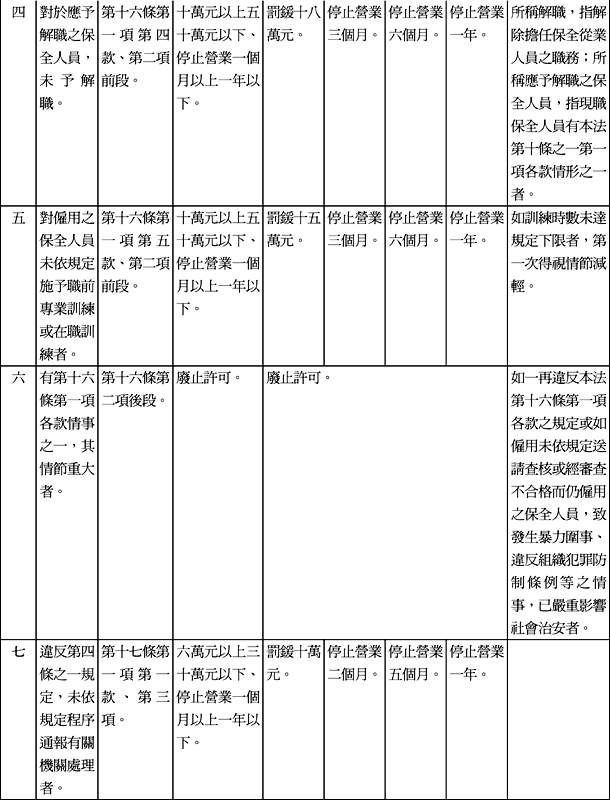 四
對於應予
解職之保
全人員，
未予解
職。
第十六條第
一項第四
款、第二項
前段。
十萬元以上五
十萬元以下、
停止營業一個
月以上一年以
下。
罰鍰十八
萬元。
停止營業
三個月。
停止營業
六個月。
停止營業
一年。
所稱解職，指解
除擔任保全從業
人員之職務；所
稱應予解職之保
全人員，指現職
保全人員有本法
第十條之一第一
項各款情形之一
者。
五
對僱用之
保全人員
未依規定
施予職前
專業訓練
或在職訓
練者。
第十六條第
一項第五
款、第二項
前段。
十萬元以上五
十萬元以下、
停止營業一個
月以上一年以
下。
罰鍰十五
萬元。
停止營業
三個月。
停止營業
六個月。
停止營業
一年。
如訓練時數未達
規定下限者，第
一次得視情節減
輕。
六
有第十六
條第一項
各款情事
之一，其
情節重大
者。
第十六條第
二項後段。
廢止許可。
廢止許可。
如一再違反本法
第十六條第一項
各款之規定或如
僱用未依規定送
請查核或經審查
不合格而仍僱用
之保全人員，致
發生暴力圍事、
違反組織犯罪防
制條例等之情
事，已嚴重影響
社會治安者。
七
違反第四
條之一規
定，未依
規定程序
通報有關
機關處理
者。
第十七條第
一項第一
款、第三
項。
六萬元以上三
十萬元以下、
停止營業一個
月以上一年以
下。
罰鍰十萬
元。
停止營業
二個月。
停止營業
五個月。
停止營業
一年。